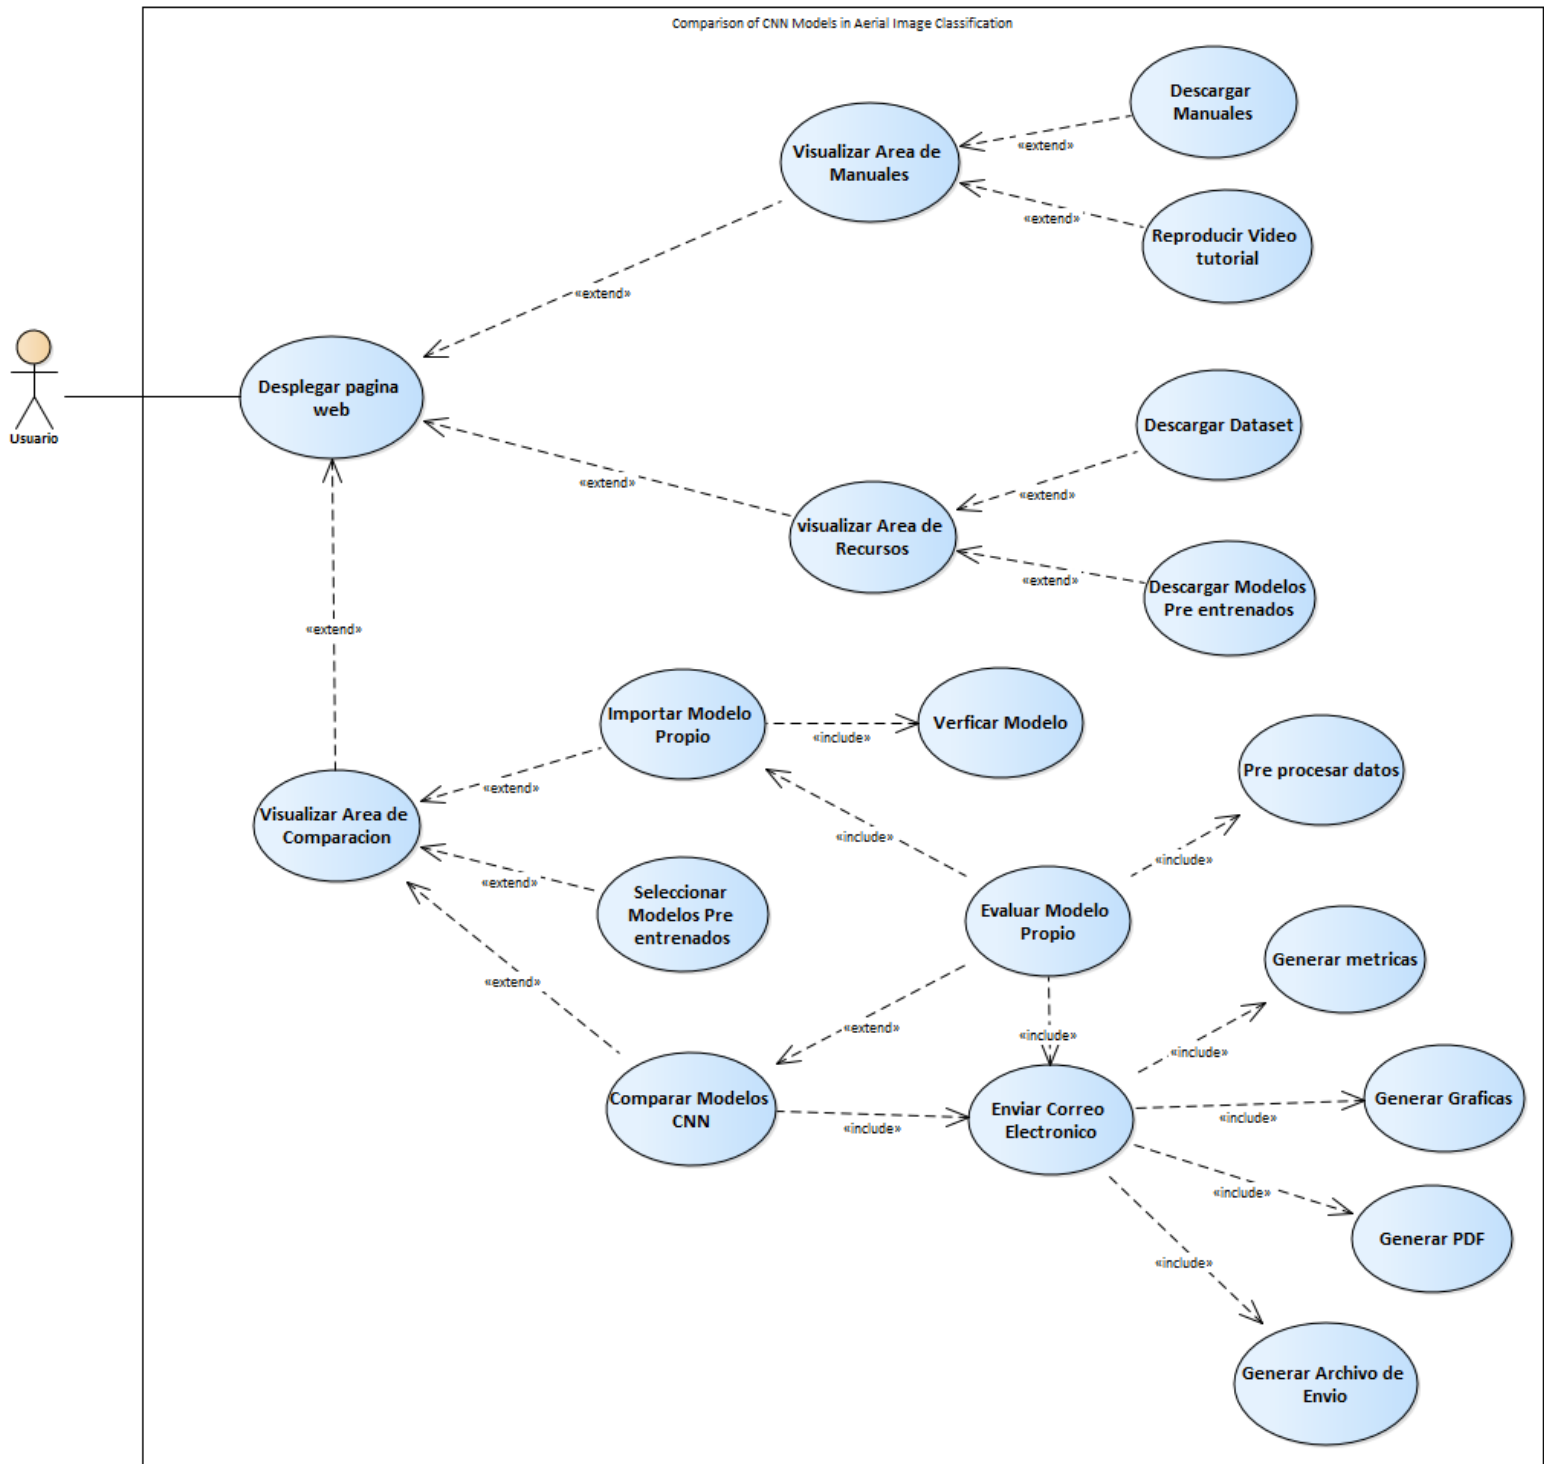 Comparison of CNN Models in Aerial Image Classification
Descargar
Manuales
Visualizar Area de
Manuales
«extend»
Reproducir Video
tutorial
«extend»
«extend»
Usuario
Desplegar pagina
web
Descargar Dataset
«extend»
«extend»
visualizar Area de
Recursos
«extend»
Descargar Modelos
Pre entrenados
«extend»
Importar Modelo
Propio
«include»
Verficar Modelo
Pre procesar datos
«extend»
Visualizar Area de
Comparacion
«include»
«include»
«extend»
Seleccionar
Modelos Pre
entrenados
Evaluar Modelo
Propio
Generar metricas
«extend»
«extend»
«include»
«include»
Comparar Modelos
CNN
«include»
Enviar Correo
Electronico
«include»
Generar Graficas
«include»
Generar PDF
«include»
Generar Archivo de
Envio